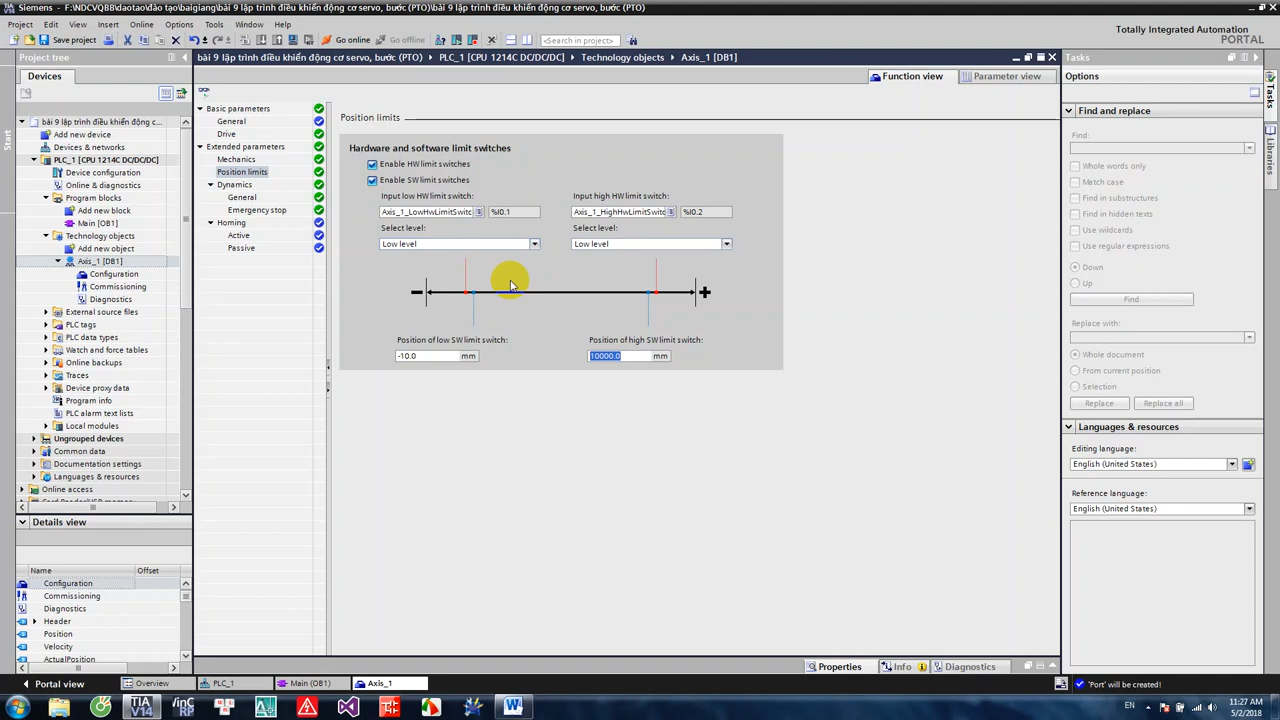 Siemens - F:\NDCVQBB\daotao\bài giảng\bài 9 lập trình điều khiển động cơ servo, bước (PTO)\bài 9 lập trình điều khiển động cơ servo, bước (PTO)
Project Edit View Insert Online Options Tools Window Help
Totally Integrated Automation
PORTAL
Save project Go online Go offline <Search in project>
Project tree
bài 9 lập trình điều khiển động cơ servo, bước (PTO) ▸ PLC_1 [CPU 1214C DC/DC/DC] ▸ Technology objects ▸ Axis_1 [DB1]
Tasks
Devices
Function view
Parameter view
Options
bài 9 lập trình điều khiển động c...
Add new device
Devices & networks
PLC_1 [CPU 1214C DC/DC/DC]
Device configuration
Online & diagnostics
Program blocks
Add new block
Main [OB1]
Technology objects
Add new object
Axis_1 [DB1]
Configuration
Commissioning
Diagnostics
External source files
PLC tags
PLC data types
Watch and force tables
Online backups
Traces
Device proxy data
Program info
PLC alarm text lists
Local modules
Ungrouped devices
Common data
Documentation settings
Languages & resources
Online access
Details view
Name Offset
Configuration
Commissioning
Diagnostics
Header
Position
Velocity
ActualPosition
Basic parameters
General
Drive
Extended parameters
Mechanics
Position limits
Dynamics
General
Emergency stop
Homing
Active
Passive
Position limits
Hardware and software limit switches
Enable HW limit switches
Enable SW limit switches
Input low HW limit switch:
Input high HW limit switch:
Axis_1_LowHwLimitSwitc %I0.1
Axis_1_HighHwLimitSwitc %I0.2
Select level:
Select level:
Low level
Low level
− +
Position of low SW limit switch:
Position of high SW limit switch:
-10.0 mm
10000.0 mm
Find and replace
Find:
Whole words only
Match case
Find in substructures
Find in hidden texts
Use wildcards
Use regular expressions
Down
Up
Find
Replace with:
Whole document
From current position
Selection
Replace Replace all
Languages & resources
Editing language:
English (United States)
Reference language:
English (United States)
Tasks
Libraries
Start
Properties Info Diagnostics
Portal view Overview PLC_1 Main (OB1) Axis_1
'Port' will be created!
TIA V14
EN
11:27 AM
5/2/2018